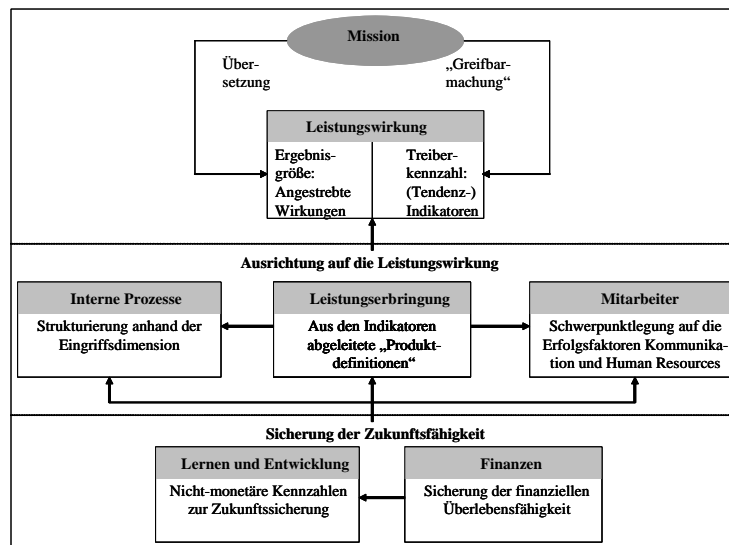 Mission
Über-
setzung
„Greifbar-
machung“
Leistungswirkung
Ergebnis-
größe:
Angestrebte
Wirkungen
Treiber-
kennzahl:
(Tendenz-)
Indikatoren
Ausrichtung auf die Leistungswirkung
Interne Prozesse
Strukturierung anhand der
Eingriffsdimension
Leistungserbringung
Aus den Indikatoren
abgeleitete „Produkt-
definitionen“
Mitarbeiter
Schwerpunktlegung auf die
Erfolgsfaktoren Kommunika-
tion und Human Resources
Sicherung der Zukunftsfähigkeit
Lernen und Entwicklung
Nicht-monetäre Kennzahlen
zur Zukunftssicherung
Finanzen
Sicherung der finanziellen
Überlebensfähigkeit